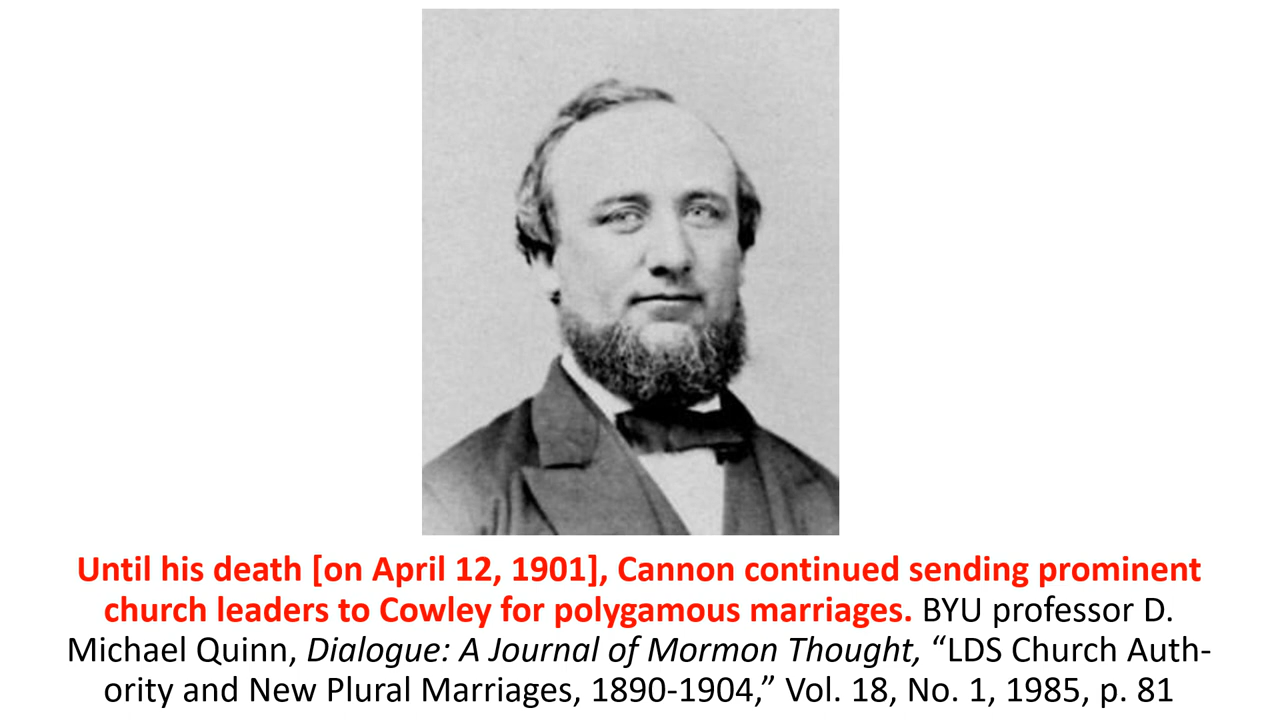 Until his death [on April 12, 1901], Cannon continued sending prominent
church leaders to Cowley for polygamous marriages. BYU professor D.
Michael Quinn, Dialogue: A Journal of Mormon Thought, “LDS Church Auth-
ority and New Plural Marriages, 1890-1904,” Vol. 18, No. 1, 1985, p. 81